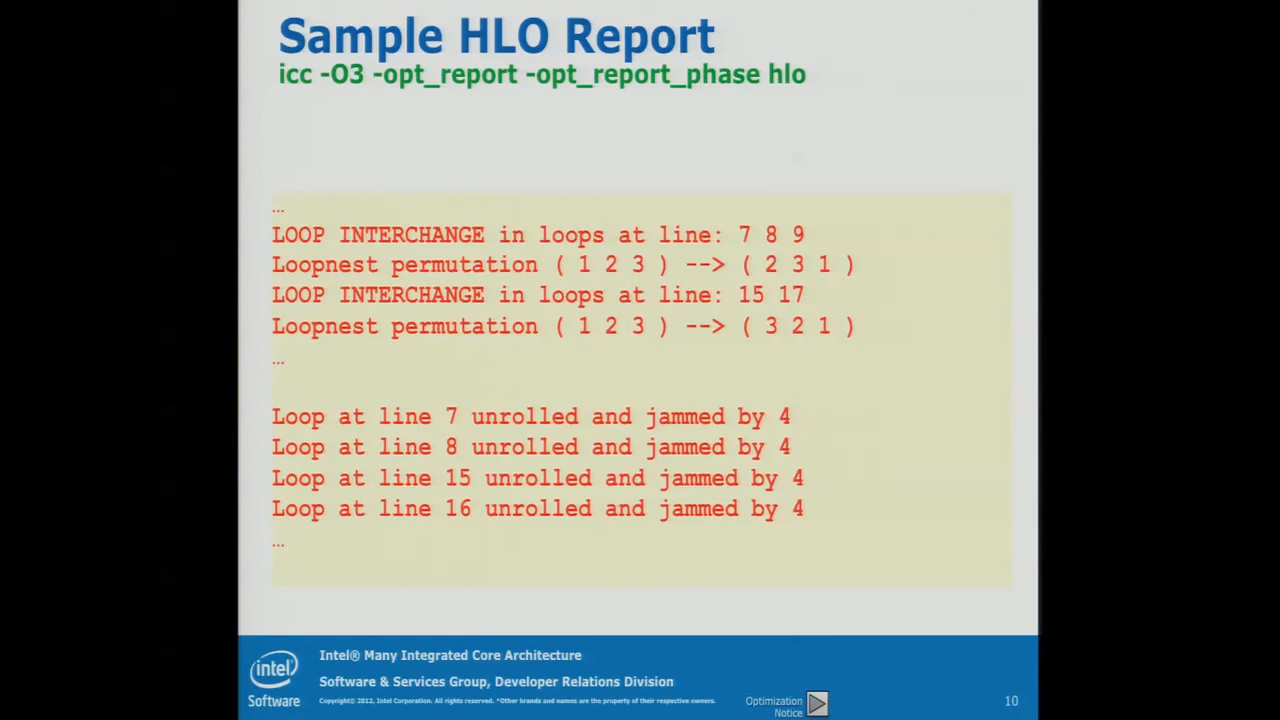 Sample HLO Report
icc -O3 -opt_report -opt_report_phase hlo
…
LOOP INTERCHANGE in loops at line: 7 8 9
Loopnest permutation ( 1 2 3 ) --> ( 2 3 1 )
LOOP INTERCHANGE in loops at line: 15 17
Loopnest permutation ( 1 2 3 ) --> ( 3 2 1 )
…
Loop at line 7 unrolled and jammed by 4
Loop at line 8 unrolled and jammed by 4
Loop at line 15 unrolled and jammed by 4
Loop at line 16 unrolled and jammed by 4
…
intel
Software
Intel® Many Integrated Core Architecture
Software & Services Group, Developer Relations Division
Copyright© 2012, Intel Corporation. All rights reserved. *Other brands and names are the property of their respective owners.
Optimization
Notice
10